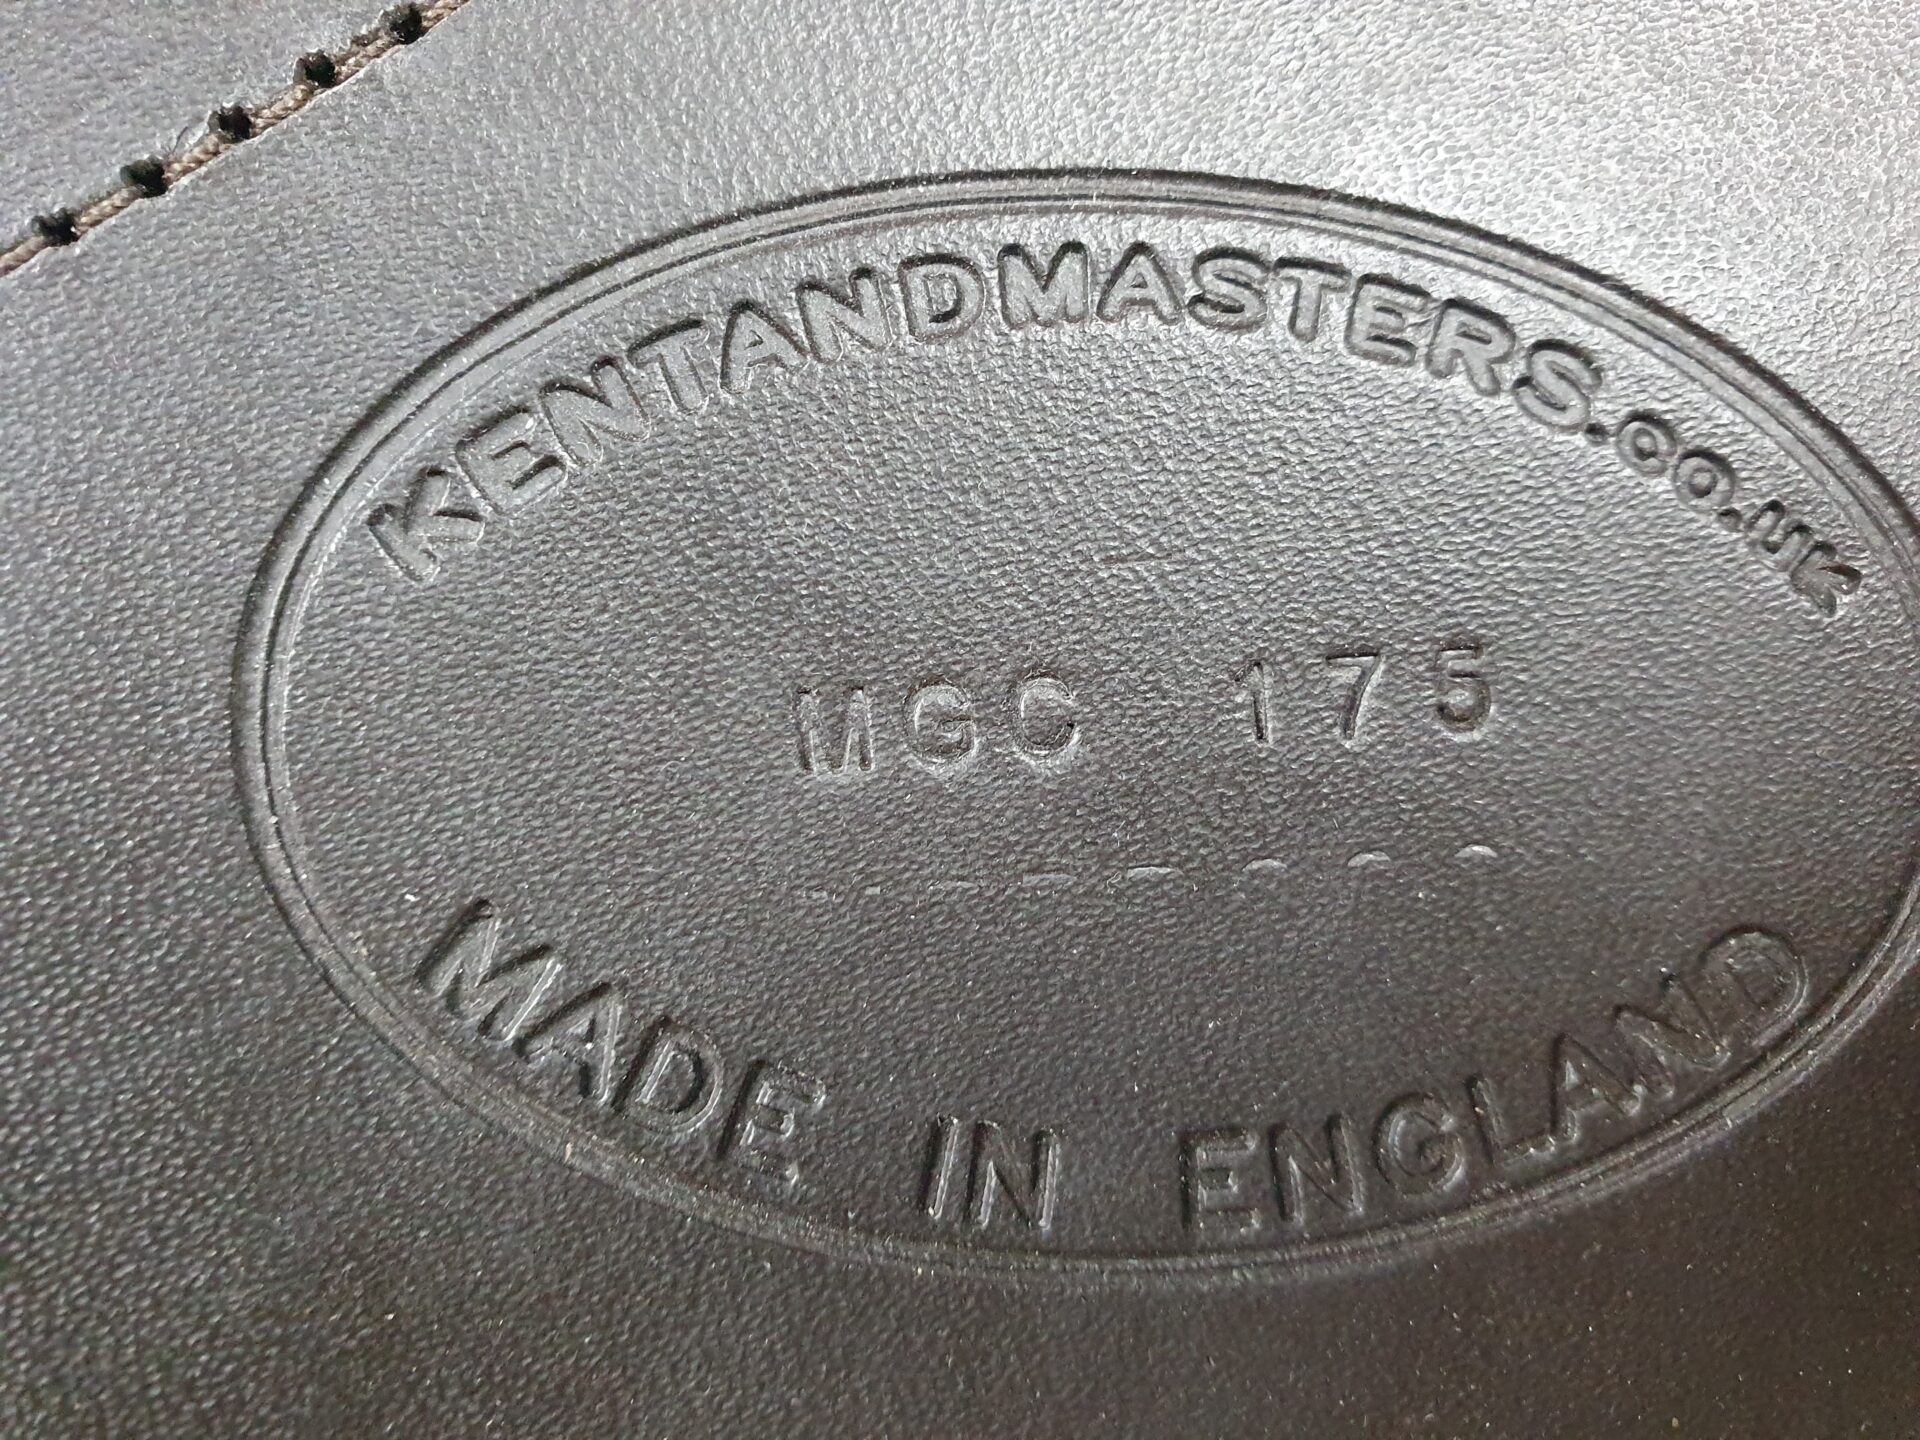 KENTANDMASTERS.co.uk
MGC 175
MADE IN ENGLAND